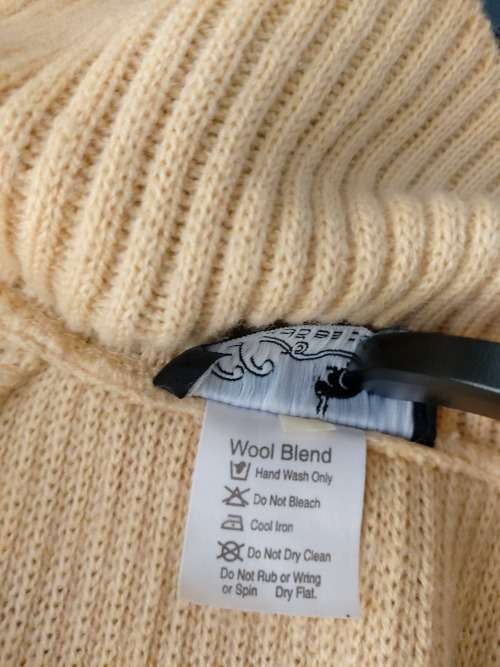 Wool Blend
Hand Wash Only
Do Not Bleach
Cool Iron
Do Not Dry Clean
Do Not Rub or Wring
or Spin Dry Flat.